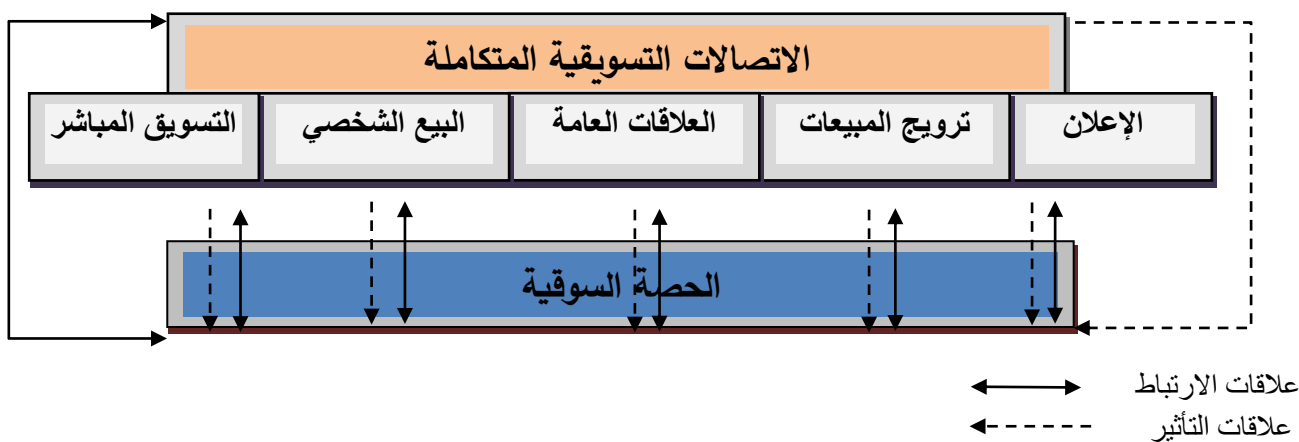 الاتصالات التسويقية المتكاملة
الإعلان
ترويج المبيعات
العلاقات العامة
البيع الشخصي
التسويق المباشر
الحصة السوقية
علاقات الارتباط
علاقات التأثير